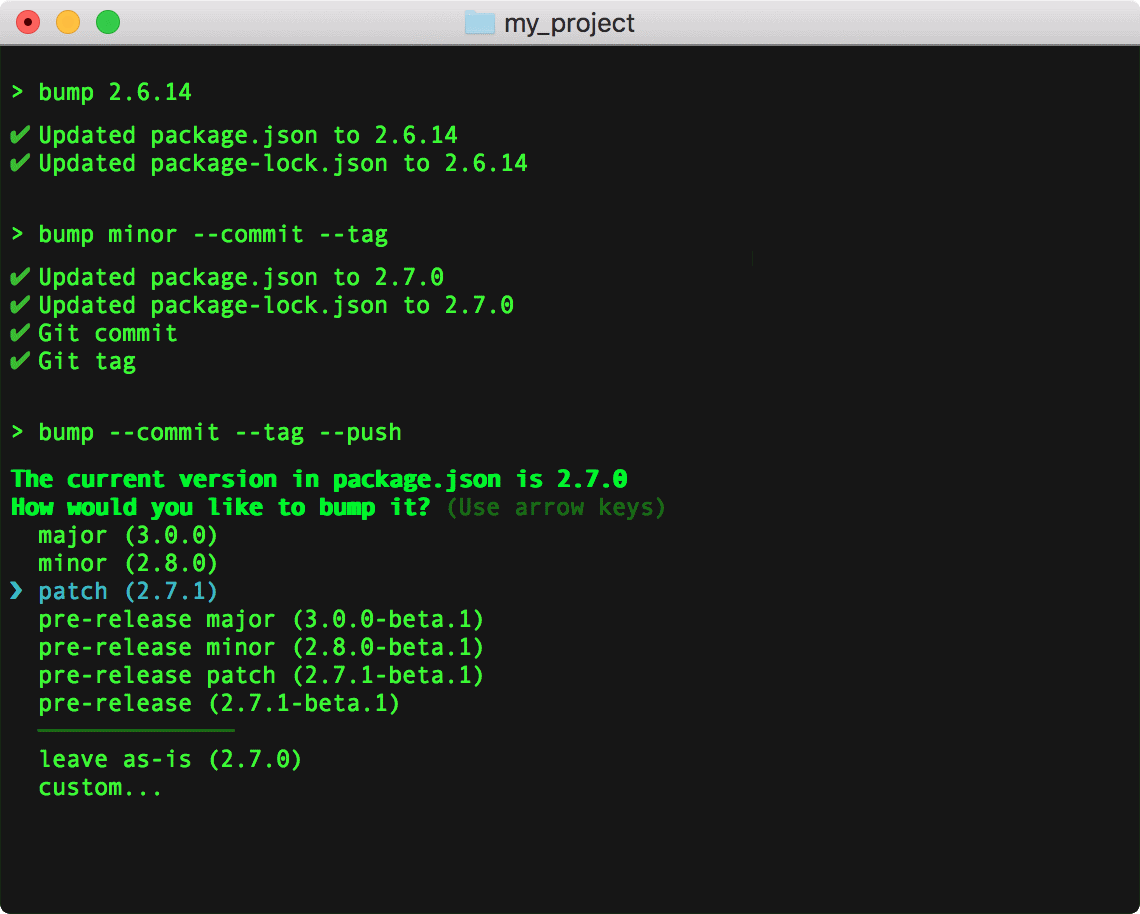 my_project
> bump 2.6.14
✔ Updated package.json to 2.6.14
✔ Updated package-lock.json to 2.6.14
> bump minor --commit --tag
✔ Updated package.json to 2.7.0
✔ Updated package-lock.json to 2.7.0
✔ Git commit
✔ Git tag
> bump --commit --tag --push
The current version in package.json is 2.7.0
How would you like to bump it? (Use arrow keys)
major (3.0.0)
minor (2.8.0)
❯ patch (2.7.1)
pre-release major (3.0.0-beta.1)
pre-release minor (2.8.0-beta.1)
pre-release patch (2.7.1-beta.1)
pre-release (2.7.1-beta.1)
leave as-is (2.7.0)
custom...